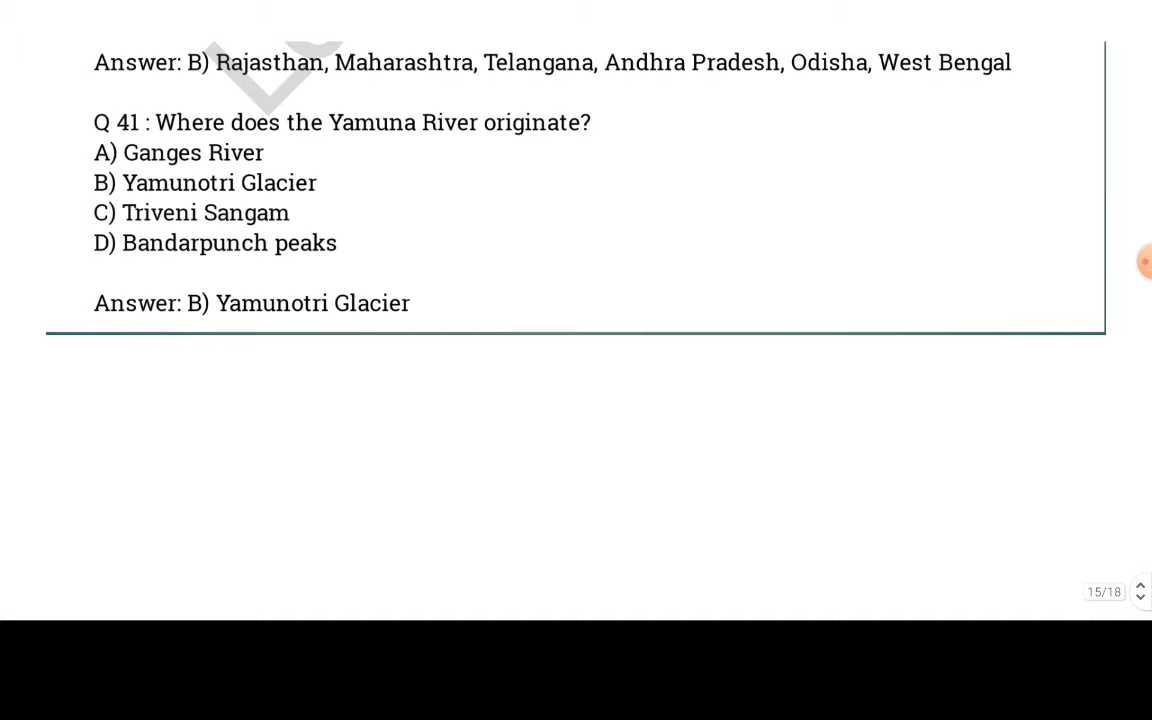 Answer: B) Rajasthan, Maharashtra, Telangana, Andhra Pradesh, Odisha, West Bengal
Q 41 : Where does the Yamuna River originate?
A) Ganges River
B) Yamunotri Glacier
C) Triveni Sangam
D) Bandarpunch peaks
Answer: B) Yamunotri Glacier
15/18